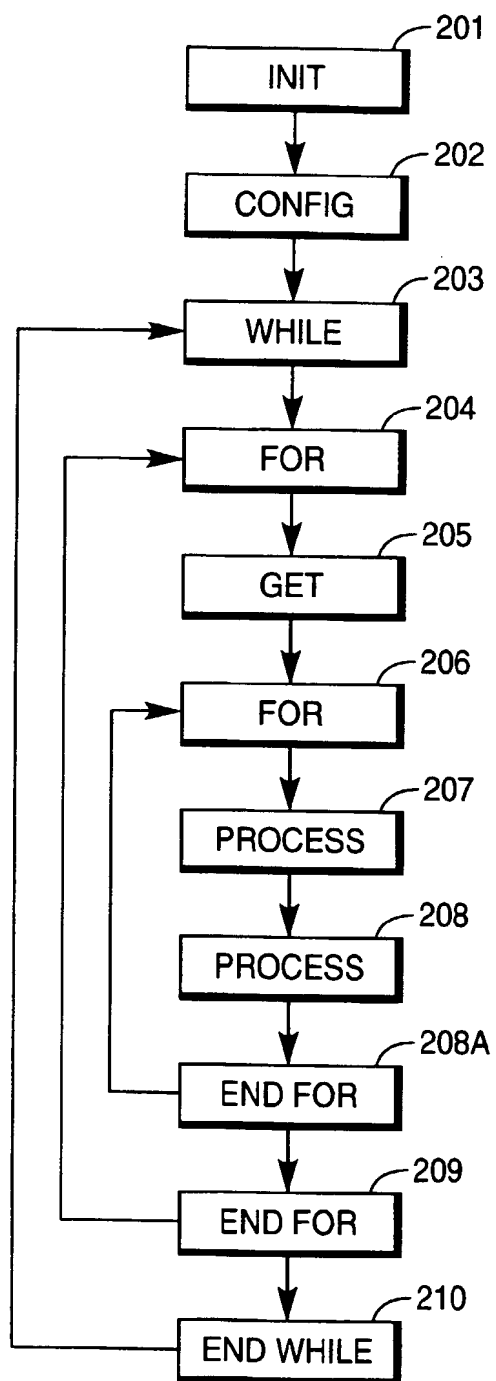 201
INIT
202
CONFIG
203
WHILE
204
FOR
205
GET
206
FOR
207
PROCESS
208
PROCESS
208A
END FOR
209
END FOR
210
END WHILE